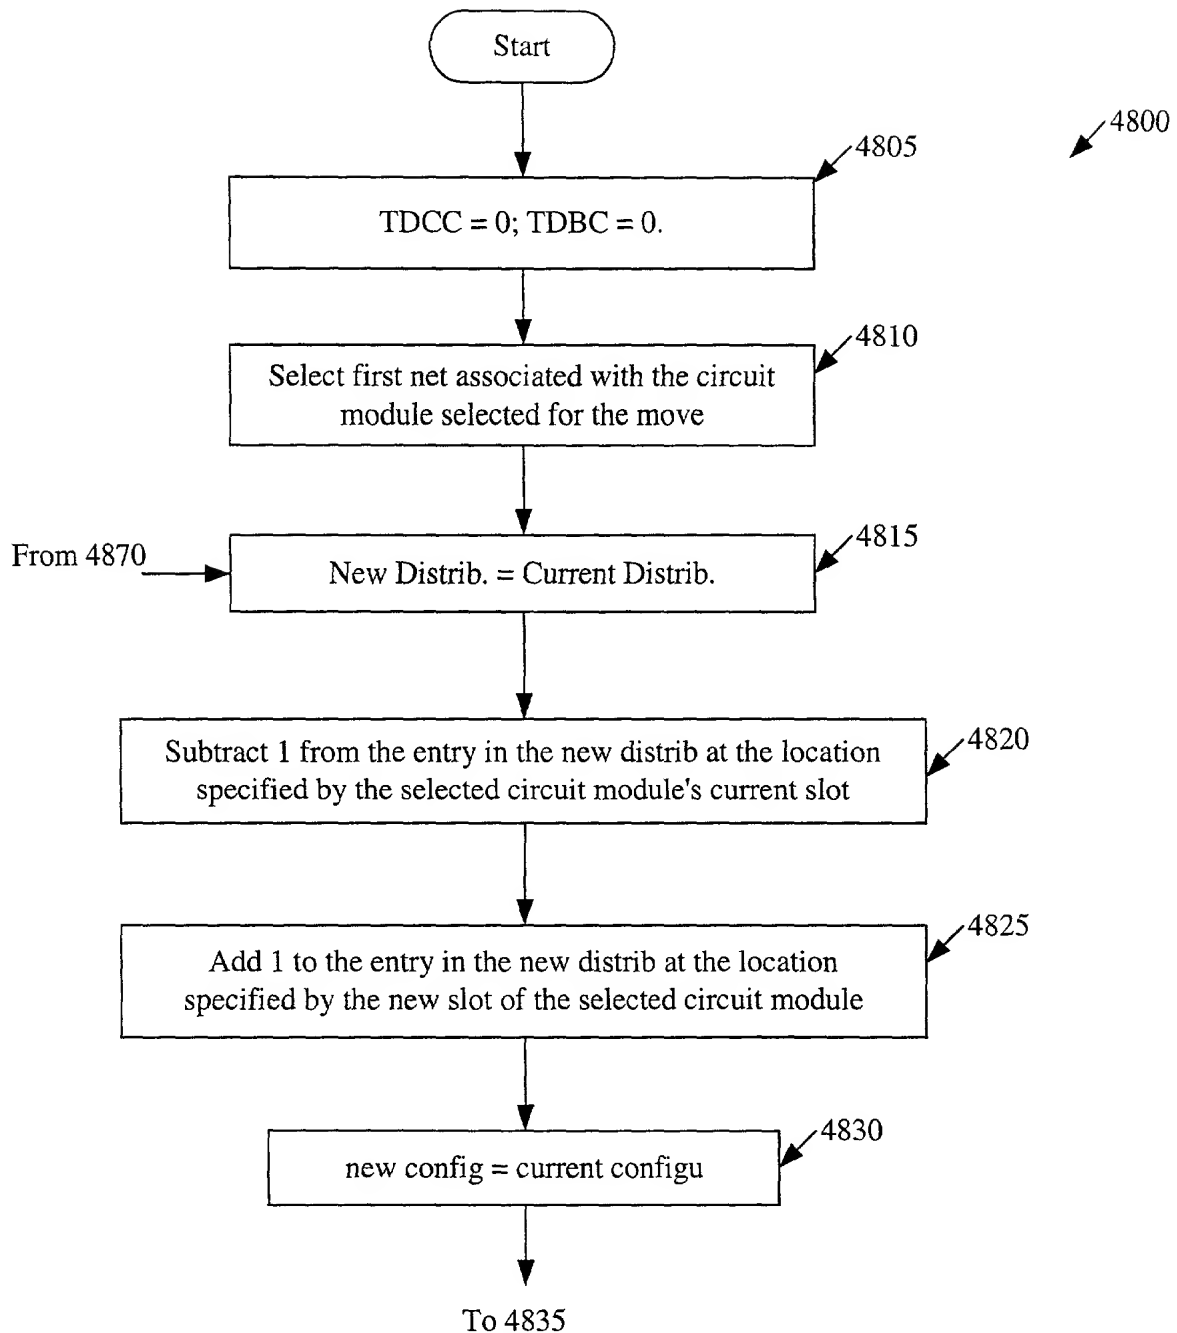 Start
4800
4805
TDCC = 0; TDBC = 0.
4810
Select first net associated with the circuit
module selected for the move
4815
From 4870
New Distrib. = Current Distrib.
4820
Subtract 1 from the entry in the new distrib at the location
specified by the selected circuit module's current slot
4825
Add 1 to the entry in the new distrib at the location
specified by the new slot of the selected circuit module
4830
new config = current configu
To 4835